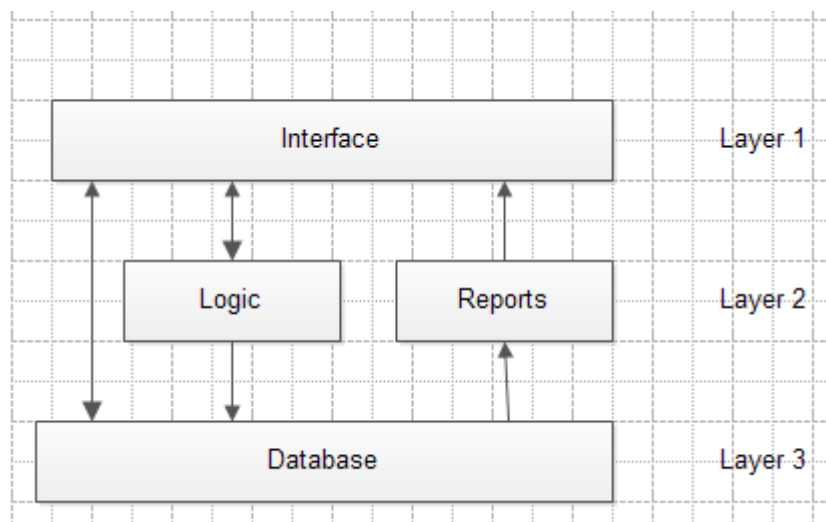 Interface
Layer 1
Logic
Reports
Layer 2
Database
Layer 3